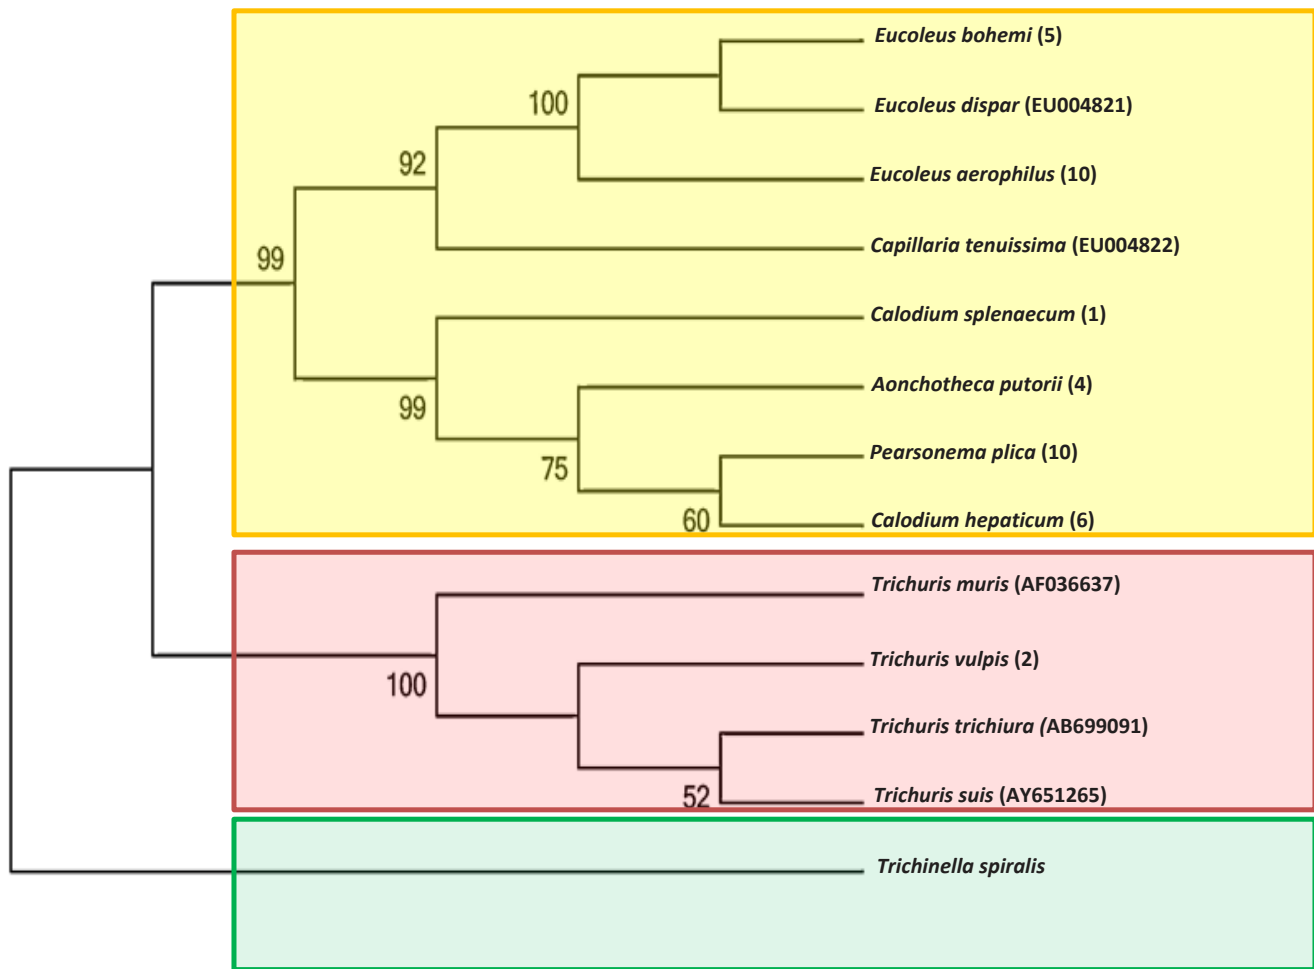 Eucoleus bohemi (5)
100
Eucoleus dispar (EU004821)
92
Eucoleus aerophilus (10)
99
Capillaria tenuissima (EU004822)
Calodium splenaecum (1)
99
Aonchotheca putorii (4)
75
Pearsonema plica (10)
60
Calodium hepaticum (6)
Trichuris muris (AF036637)
100
Trichuris vulpis (2)
Trichuris trichiura (AB699091)
52
Trichuris suis (AY651265)
Trichinella spiralis